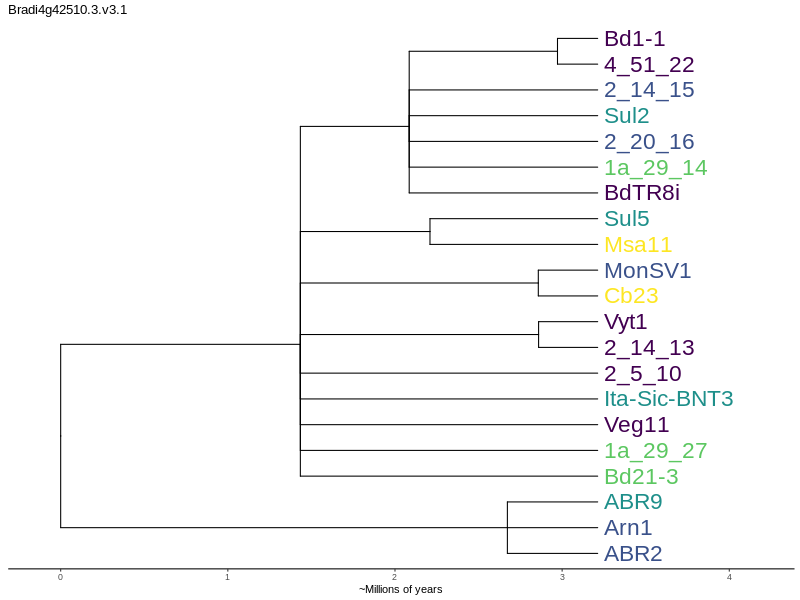 Bradi4g42510.3.v3.1
Bd1-1
4_51_22
2_14_15
Sul2
2_20_16
1a_29_14
BdTR8i
Sul5
Msa11
MonSV1
Cb23
Vyt1
2_14_13
2_5_10
Ita-Sic-BNT3
Veg11
1a_29_27
Bd21-3
ABR9
Arn1
ABR2
0 1 2 3 4
~Millions of years